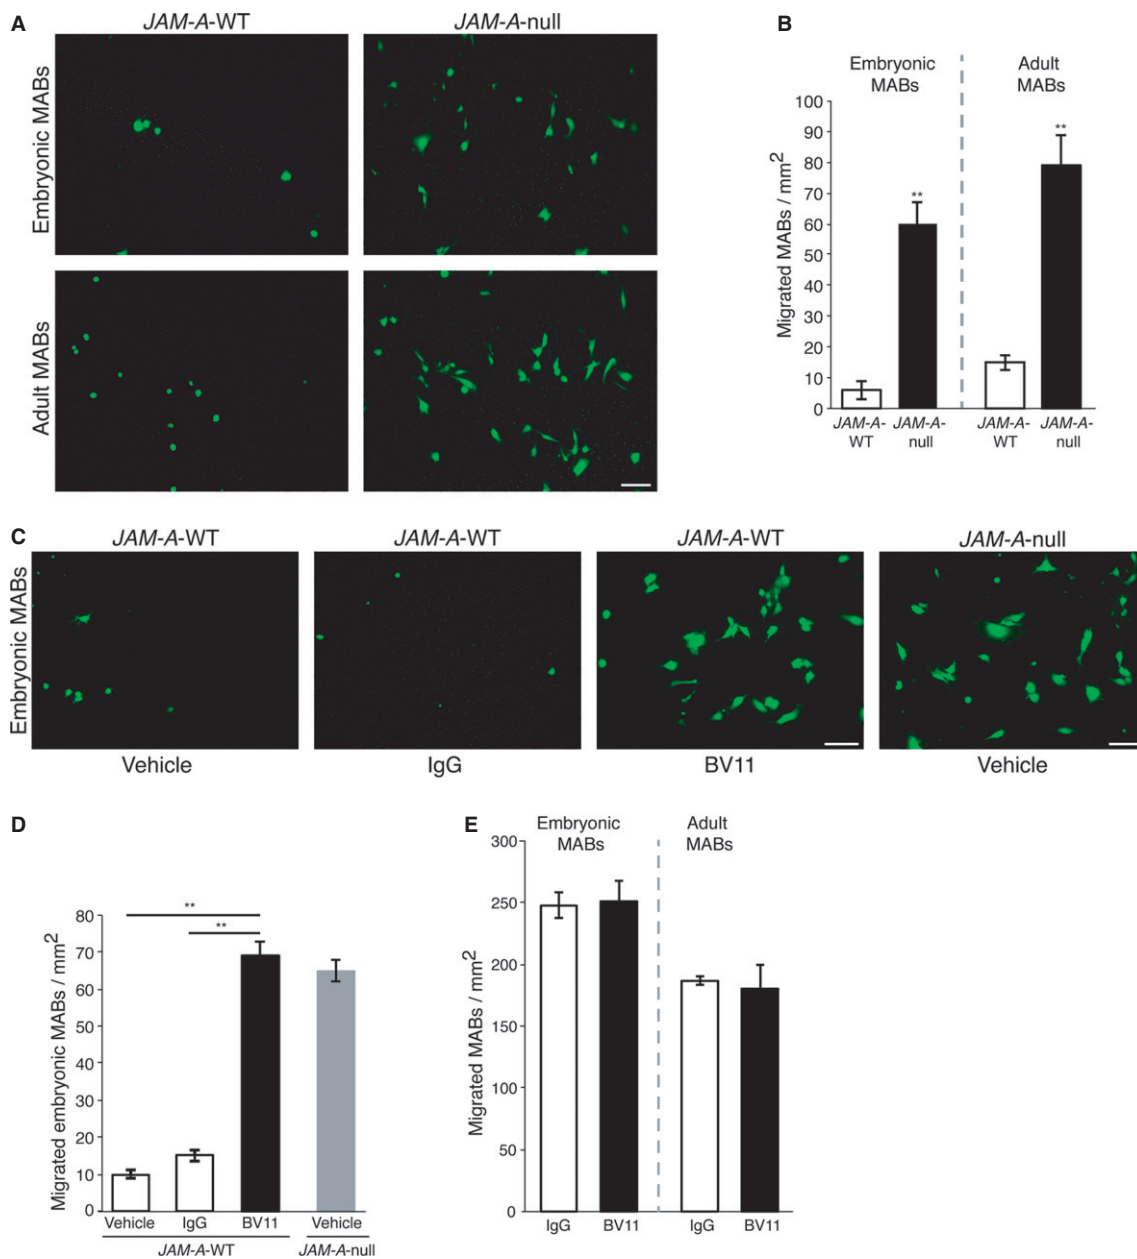 A
JAM-A-WT
JAM-A-null
Embryonic MABs
Adult MABs
B
Embryonic
MABs
Adult
MABs
Migrated MABs / mm2
100
90
80
70
60
50
40
30
20
10
0
**
**
JAM-A-
WT
JAM-A-
null
JAM-A-
WT
JAM-A-
null
C
JAM-A-WT
JAM-A-WT
JAM-A-WT
JAM-A-null
Embryonic MABs
Vehicle
IgG
BV11
Vehicle
D
Migrated embryonic MABs / mm2
80
70
60
50
40
30
20
10
0
**
**
Vehicle
IgG
BV11
Vehicle
JAM-A-WT
JAM-A-null
E
Embryonic
MABs
Adult
MABs
Migrated MABs / mm2
300
250
200
150
100
50
0
IgG
BV11
IgG
BV11